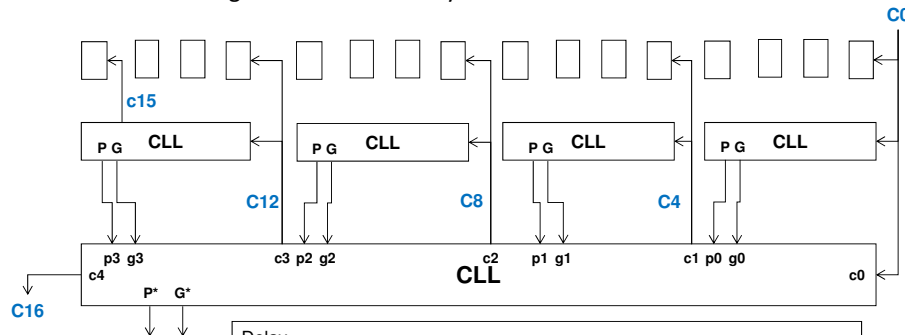 C0
c15
CLL
CLL
CLL
CLL
P G
P G
P G
P G
C12
C8
C4
p3 g3
c3 p2 g2
c2
p1 g1
c1 p0 g0
c4
CLL
c0
P* G*
C16